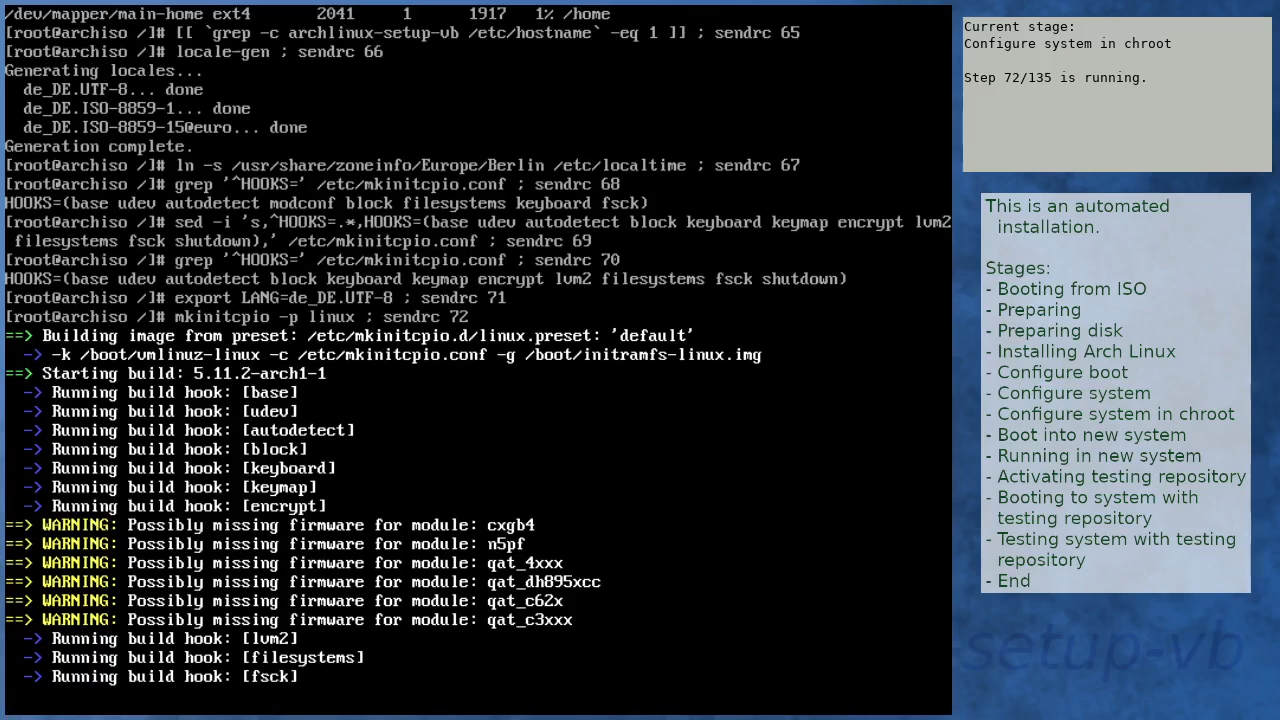 /dev/mapper/main-home ext4       2041     1      1917   1% /home
[root@archiso /]# [[ `grep -c archlinux-setup-vb /etc/hostname` -eq 1 ]] ; sendrc 65
[root@archiso /]# locale-gen ; sendrc 66
Generating locales...
  de_DE.UTF-8... done
  de_DE.ISO-8859-1... done
  de_DE.ISO-8859-15@euro... done
Generation complete.
[root@archiso /]# ln -s /usr/share/zoneinfo/Europe/Berlin /etc/localtime ; sendrc 67
[root@archiso /]# grep '^HOOKS=' /etc/mkinitcpio.conf ; sendrc 68
HOOKS=(base udev autodetect modconf block filesystems keyboard fsck)
[root@archiso /]# sed -i 's,^HOOKS=.*,HOOKS=(base udev autodetect block keyboard keymap encrypt lvm2
 filesystems fsck shutdown),' /etc/mkinitcpio.conf ; sendrc 69
[root@archiso /]# grep '^HOOKS=' /etc/mkinitcpio.conf ; sendrc 70
HOOKS=(base udev autodetect block keyboard keymap encrypt lvm2 filesystems fsck shutdown)
[root@archiso /]# export LANG=de_DE.UTF-8 ; sendrc 71
[root@archiso /]# mkinitcpio -p linux ; sendrc 72
==> Building image from preset: /etc/mkinitcpio.d/linux.preset: 'default'
  -> -k /boot/vmlinuz-linux -c /etc/mkinitcpio.conf -g /boot/initramfs-linux.img
==> Starting build: 5.11.2-arch1-1
  -> Running build hook: [base]
  -> Running build hook: [udev]
  -> Running build hook: [autodetect]
  -> Running build hook: [block]
  -> Running build hook: [keyboard]
  -> Running build hook: [keymap]
  -> Running build hook: [encrypt]
==> WARNING: Possibly missing firmware for module: cxgb4
==> WARNING: Possibly missing firmware for module: n5pf
==> WARNING: Possibly missing firmware for module: qat_4xxx
==> WARNING: Possibly missing firmware for module: qat_dh895xcc
==> WARNING: Possibly missing firmware for module: qat_c62x
==> WARNING: Possibly missing firmware for module: qat_c3xxx
  -> Running build hook: [lvm2]
  -> Running build hook: [filesystems]
  -> Running build hook: [fsck]
Current stage:
Configure system in chroot
Step 72/135 is running.
This is an automated
installation.
Stages:
- Booting from ISO
- Preparing
- Preparing disk
- Installing Arch Linux
- Configure boot
- Configure system
- Configure system in chroot
- Boot into new system
- Running in new system
- Activating testing repository
- Booting to system with
testing repository
- Testing system with testing
repository
- End
setup-vb